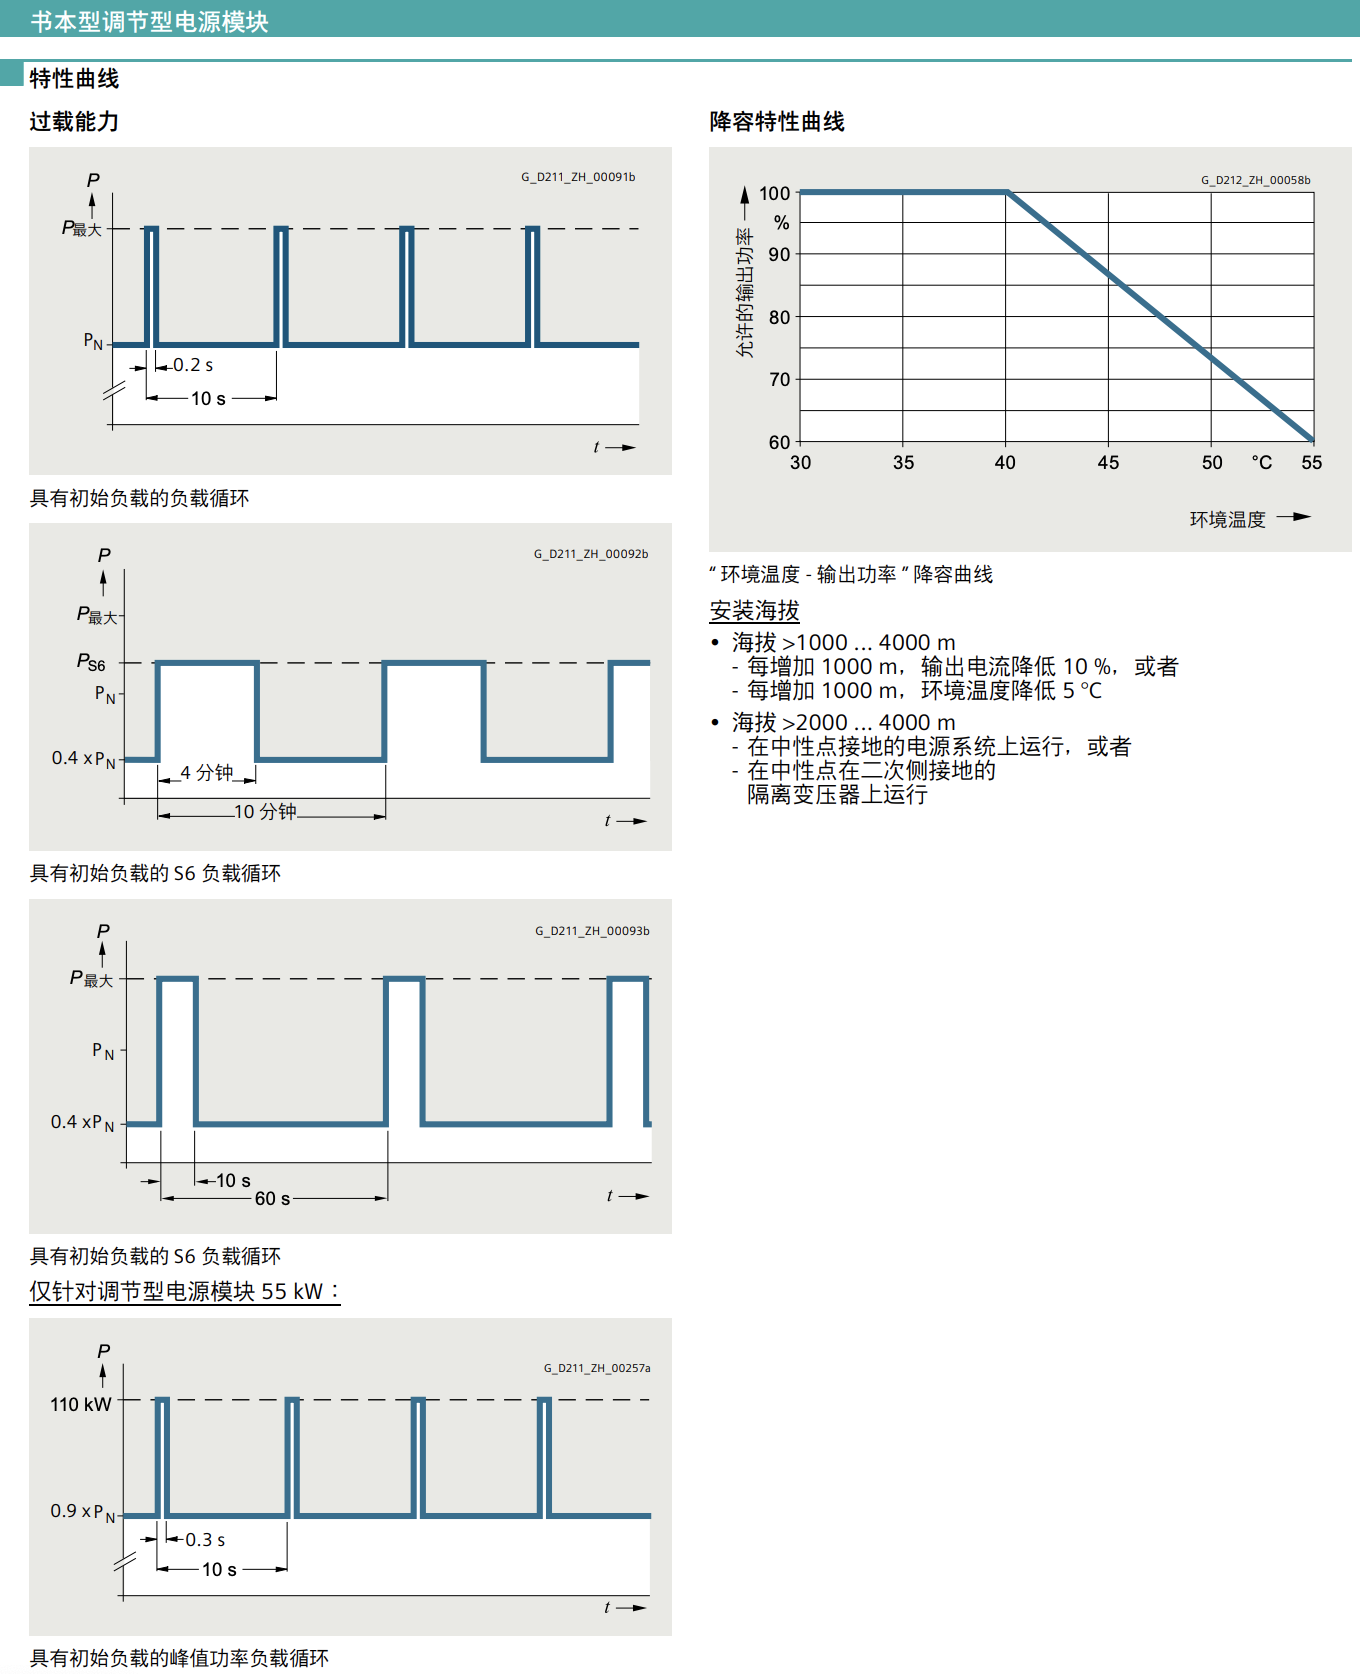 书本型调节型电源模块
特性曲线
过载能力
G_D211_ZH_00091b
P
P最大
PN
0.2 s
10 s
t
具有初始负载的负载循环
G_D211_ZH_00092b
P
P最大
PS6
PN
0.4 x PN
4 分钟
10 分钟
t
具有初始负载的 S6 负载循环
G_D211_ZH_00093b
P
P最大
PN
0.4 x PN
10 s
60 s
t
具有初始负载的 S6 负载循环
仅针对调节型电源模块 55 kW：
G_D211_ZH_00257a
P
110 kW
0.9 x PN
0.3 s
10 s
t
具有初始负载的峰值功率负载循环
降容特性曲线
G_D212_ZH_00058b
允许的输出功率
100
%
90
80
70
60
30 35 40 45 50 °C 55
环境温度
“ 环境温度 - 输出功率 ” 降容曲线
安装海拔
• 海拔 >1000 ... 4000 m
- 每增加 1000 m，输出电流降低 10 %，或者
- 每增加 1000 m，环境温度降低 5 °C
• 海拔 >2000 ... 4000 m
- 在中性点接地的电源系统上运行，或者
- 在中性点在二次侧接地的
隔离变压器上运行